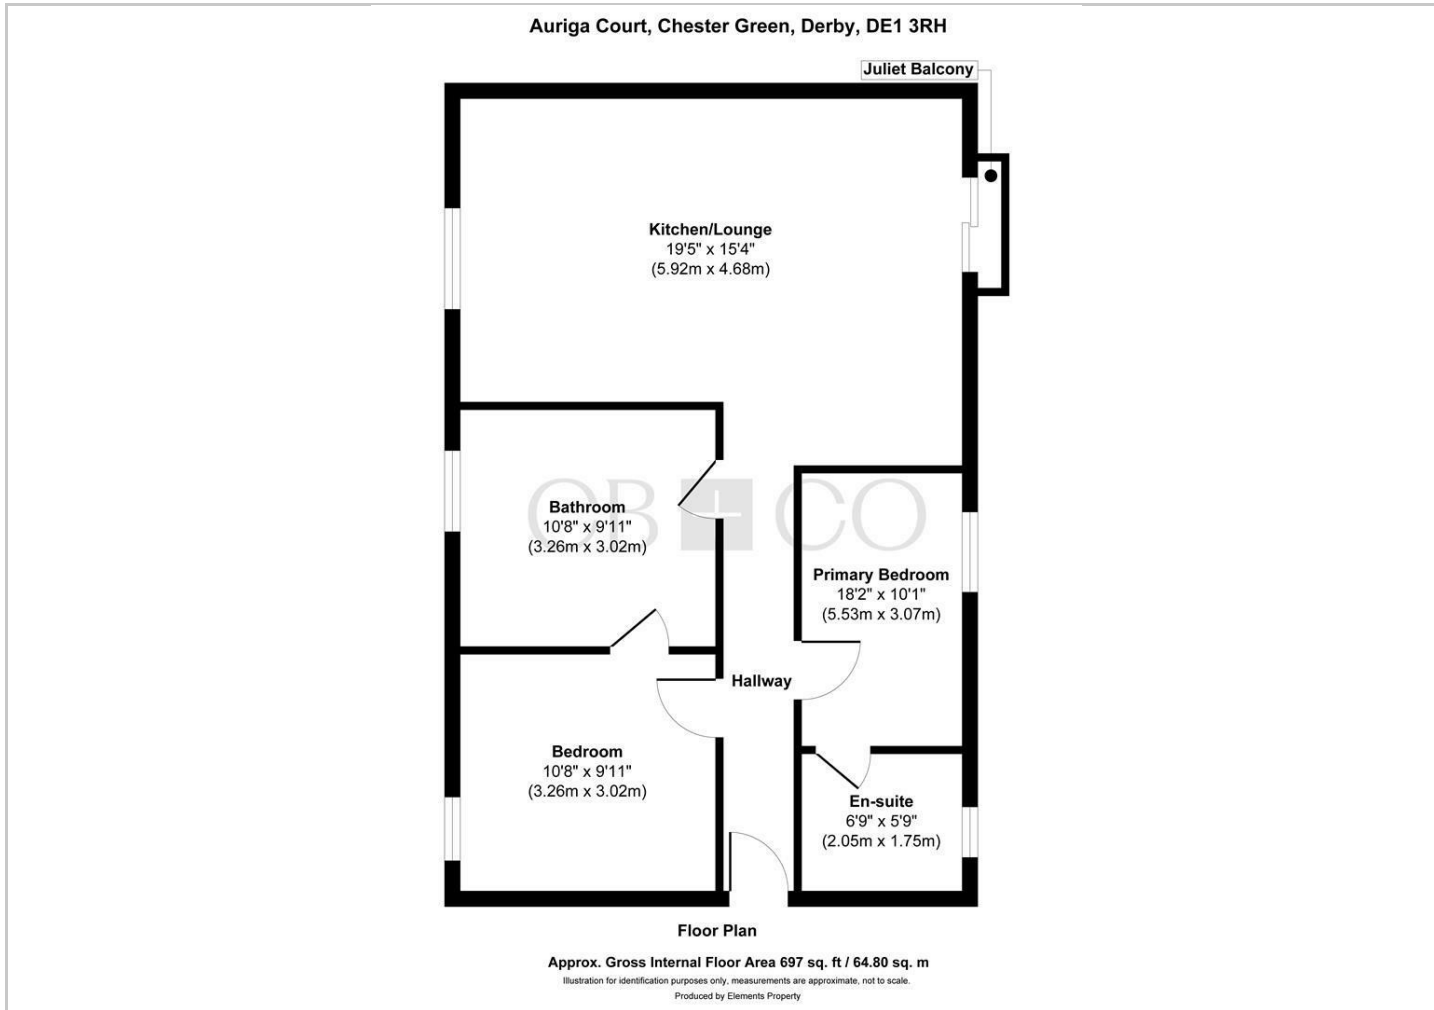 Auriga Court, Chester Green, Derby, DE1 3RH
Juliet Balcony
Kitchen/Lounge
19'5" x 15'4"
(5.92m x 4.68m)
OB + CO
Bathroom
10'8" x 9'11"
(3.26m x 3.02m)
Primary Bedroom
18'2" x 10'1"
(5.53m x 3.07m)
Hallway
Bedroom
10'8" x 9'11"
(3.26m x 3.02m)
En-suite
6'9" x 5'9"
(2.05m x 1.75m)
Floor Plan
Approx. Gross Internal Floor Area 697 sq. ft / 64.80 sq. m
Illustration for identification purposes only, measurements are approximate, not to scale.
Produced by Elements Property